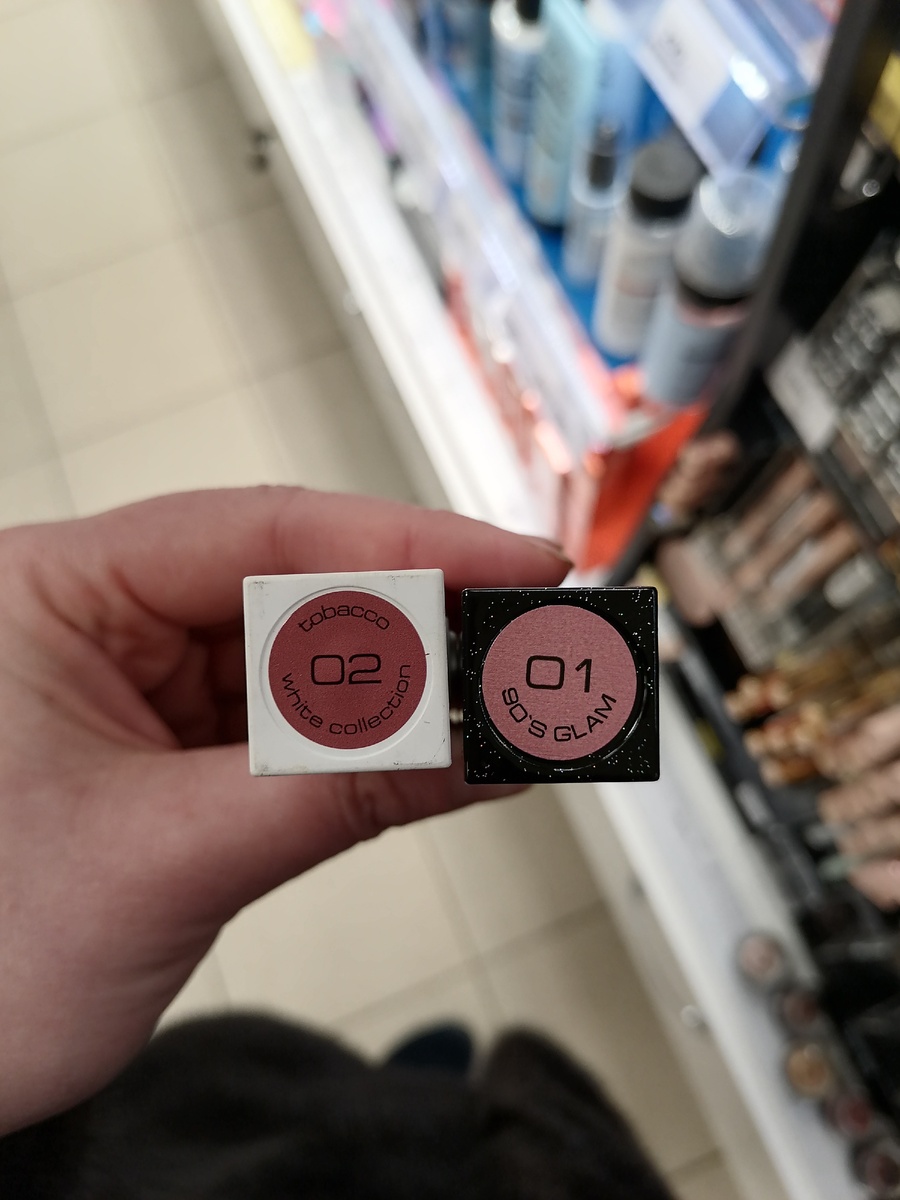 tobacco
02
white collection
01
90'S GLAM